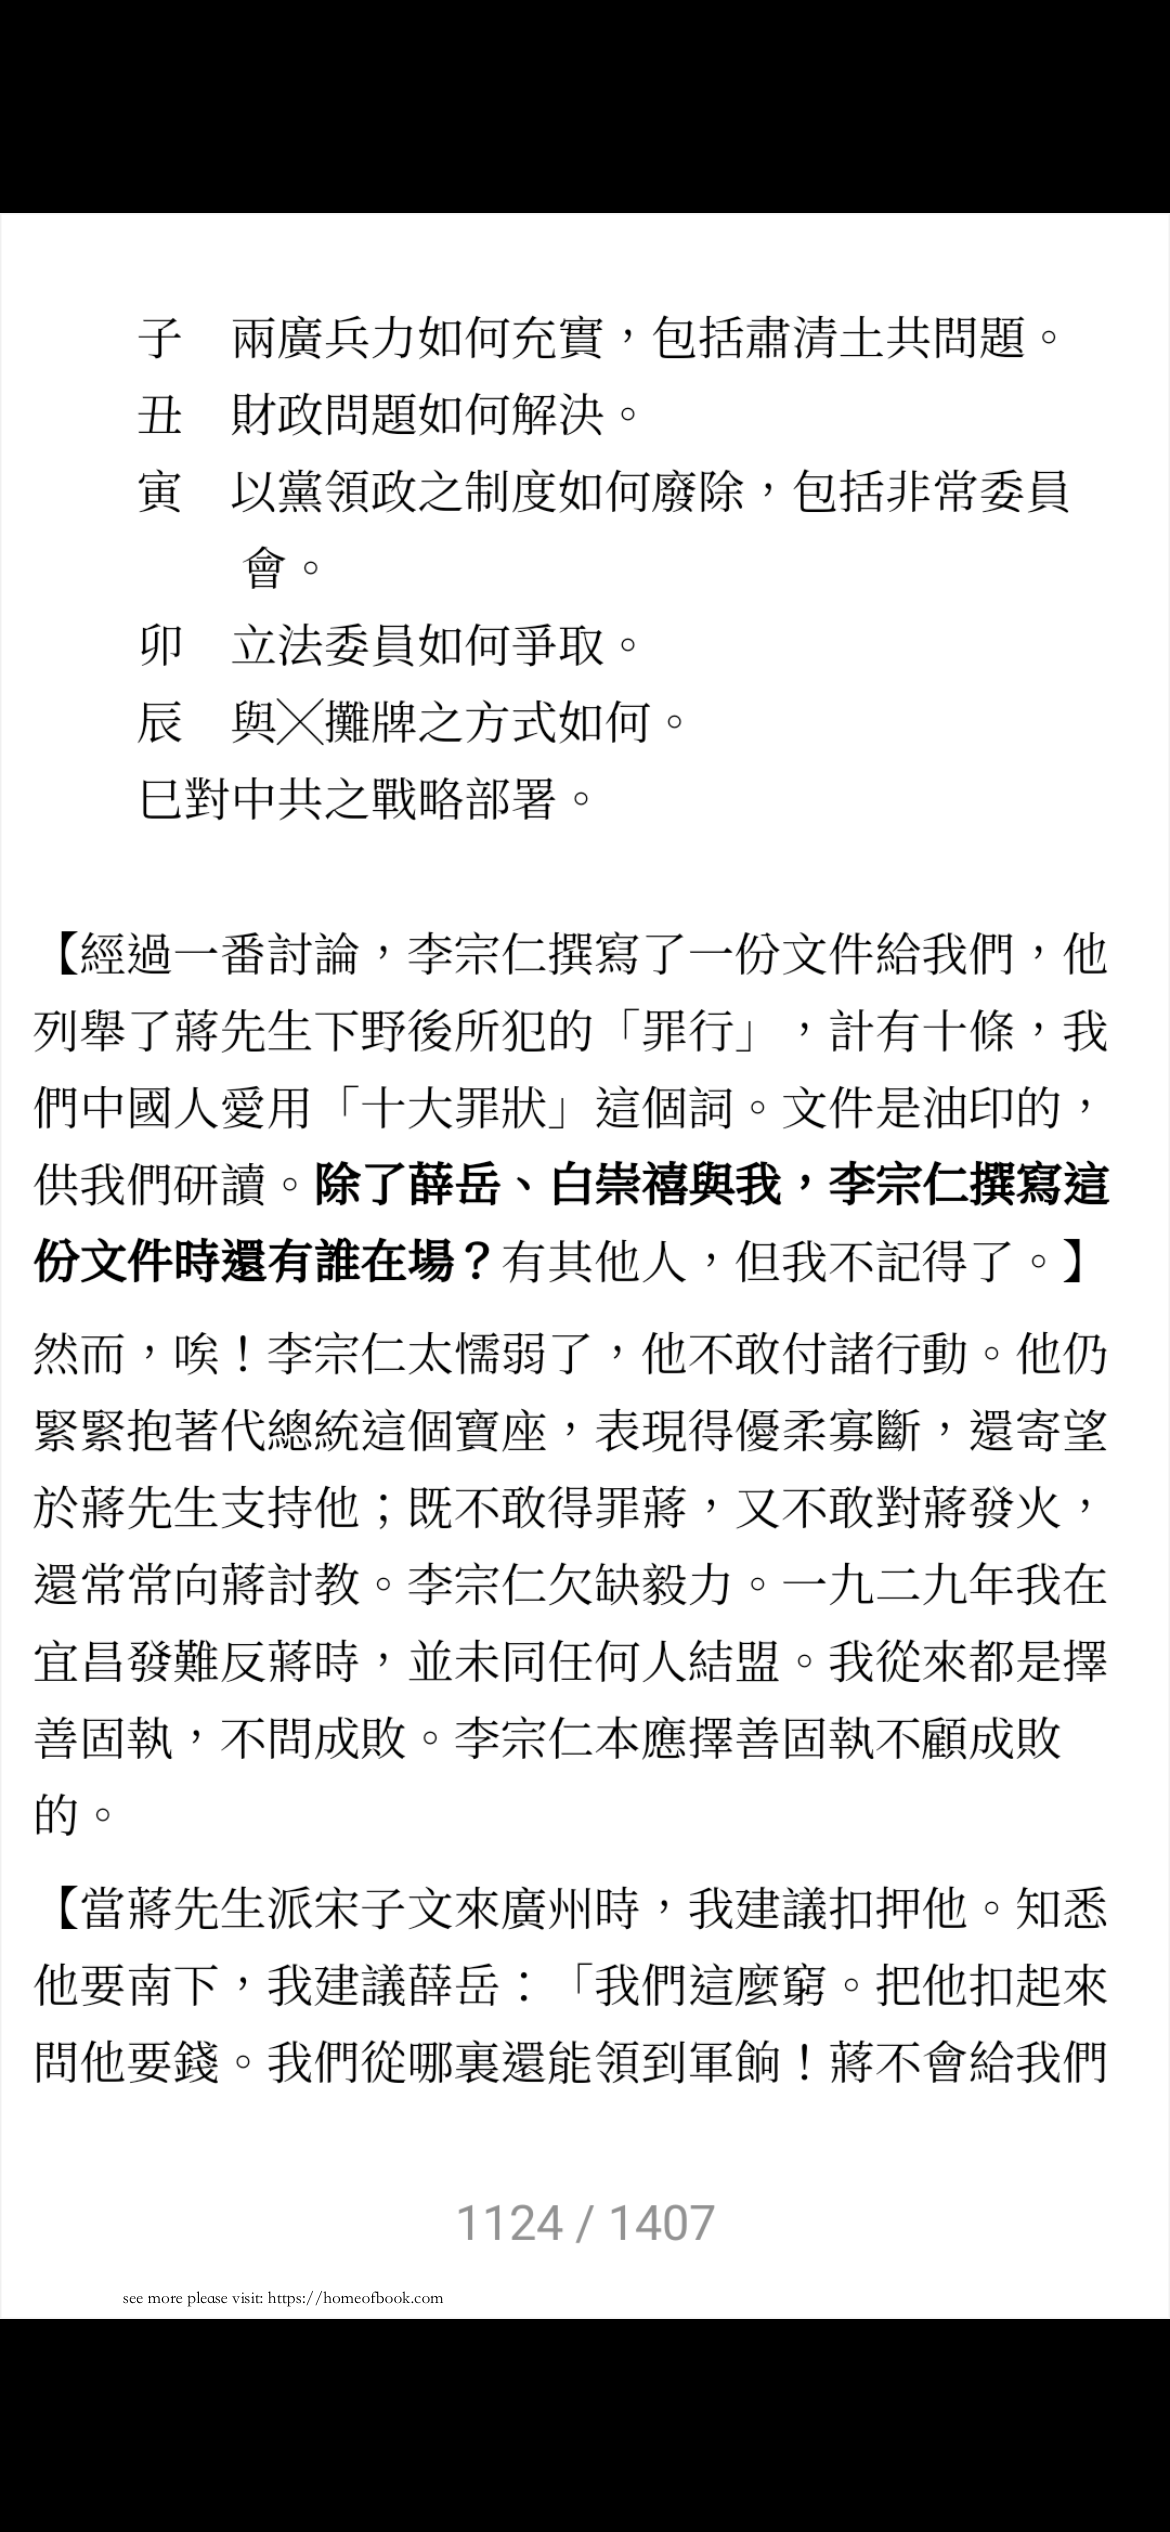 子　兩廣兵力如何充實，包括肅清土共問題。
丑　財政問題如何解決。
寅　以黨領政之制度如何廢除，包括非常委員
會。
卯　立法委員如何爭取。
辰　與╳攤牌之方式如何。
巳對中共之戰略部署。
【經過一番討論，李宗仁撰寫了一份文件給我們，他
列舉了蔣先生下野後所犯的「罪行」，計有十條，我
們中國人愛用「十大罪狀」這個詞。文件是油印的，
供我們研讀。除了薛岳、白崇禧與我，李宗仁撰寫這
份文件時還有誰在場？有其他人，但我不記得了。】
然而，唉！李宗仁太懦弱了，他不敢付諸行動。他仍
緊緊抱著代總統這個寶座，表現得優柔寡斷，還寄望
於蔣先生支持他；既不敢得罪蔣，又不敢對蔣發火，
還常常向蔣討教。李宗仁欠缺毅力。一九二九年我在
宜昌發難反蔣時，並未同任何人結盟。我從來都是擇
善固執，不問成敗。李宗仁本應擇善固執不顧成敗
的。
【當蔣先生派宋子文來廣州時，我建議扣押他。知悉
他要南下，我建議薛岳：「我們這麼窮。把他扣起來
問他要錢。我們從哪裏還能領到軍餉！蔣不會給我們
1124 / 1407
see more please visit: https://homeofbook.com